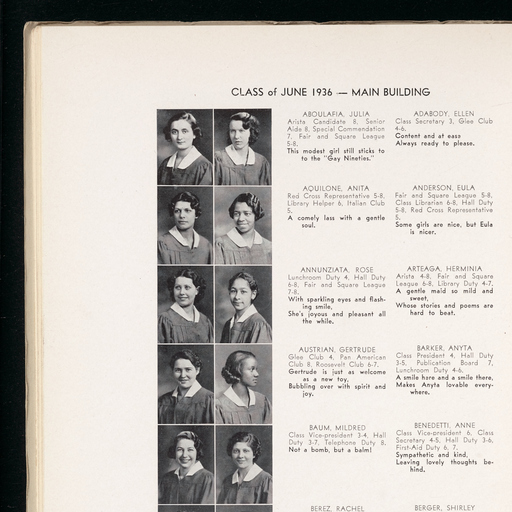 CLASS of JUNE 1936 — MAIN BUILDING
ABOULAFIA, JULIA
Arista Candidate 8, Senior
Aide 8, Special Commendation
7, Fair and Square League
5-8.
This modest girl still sticks to
to the "Gay Nineties."
ADABODY, ELLEN
Class Secretary 3, Glee Club
4-6.
Content and at ease
Always ready to please.
AQUILONE, ANITA
Red Cross Representative 5-8,
Library Helper 6, Italian Club
5.
A comely lass with a gentle
soul.
ANDERSON, EULA
Fair and Square League 5-8,
Class Librarian 6-8, Hall Duty
5-8, Red Cross Representative
5.
Some girls are nice, but Eula
is nicer.
ANNUNZIATA, ROSE
Lunchroom Duty 4, Hall Duty
6-8, Fair and Square League
7-8.
With sparkling eyes and flash-
ing smile,
She's joyous and pleasant all
the while.
ARTEAGA, HERMINIA
Arista 4-8, Fair and Square
League 6-8, Library Duty 4-7.
A gentle maid so mild and
sweet,
Whose stories and poems are
hard to beat.
AUSTRIAN, GERTRUDE
Glee Club 4, Pan American
Club 8, Roosevelt Club 6-7.
Gertrude is just as welcome
as a new toy,
Bubbling over with spirit and
joy.
BARKER, ANYTA
Class President 4, Hall Duty
3-5, Publication Board 7,
Lunchroom Duty 4-6.
A smile here and a smile there,
Makes Anyta lovable every-
where.
BAUM, MILDRED
Class Vice-president 3-4, Hall
Duty 3-7, Telephone Duty 8.
Not a bomb, but a balm!
BENEDETTI, ANNE
Class Vice-president 6, Class
Secretary 4-5, Hall Duty 3-6,
First-Aid Duty 6, 7.
Sympathetic and kind,
Leaving lovely thoughts be-
hind.
BEREZ, RACHEL
BERGER, SHIRLEY